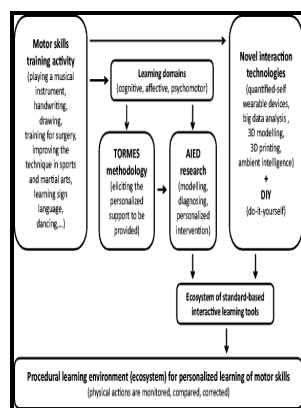 Motor skills
training activity
(playing a musical
instrument,
handwriting,
drawing,
training for surgery,
improving the
technique in sports
and martial arts,
learning sign
language,
dancing,...)
Learning domains
(cognitive, affective, psychomotor)
TORMES
methodology
(eliciting the
personalized
support to be
provided)
AIED
research
(modelling,
diagnosing,
personalized
intervention)
Novel interaction
technologies
(quantified-self
wearable devices,
big data analysis,
3D modelling,
3D printing,
ambient intelligence)
+
DIY
(do-it-yourself)
Ecosystem of standard-based
interactive learning tools
Procedural learning environment (ecosystem) for personalized learning of motor skills
(physical actions are monitored, compared, corrected)